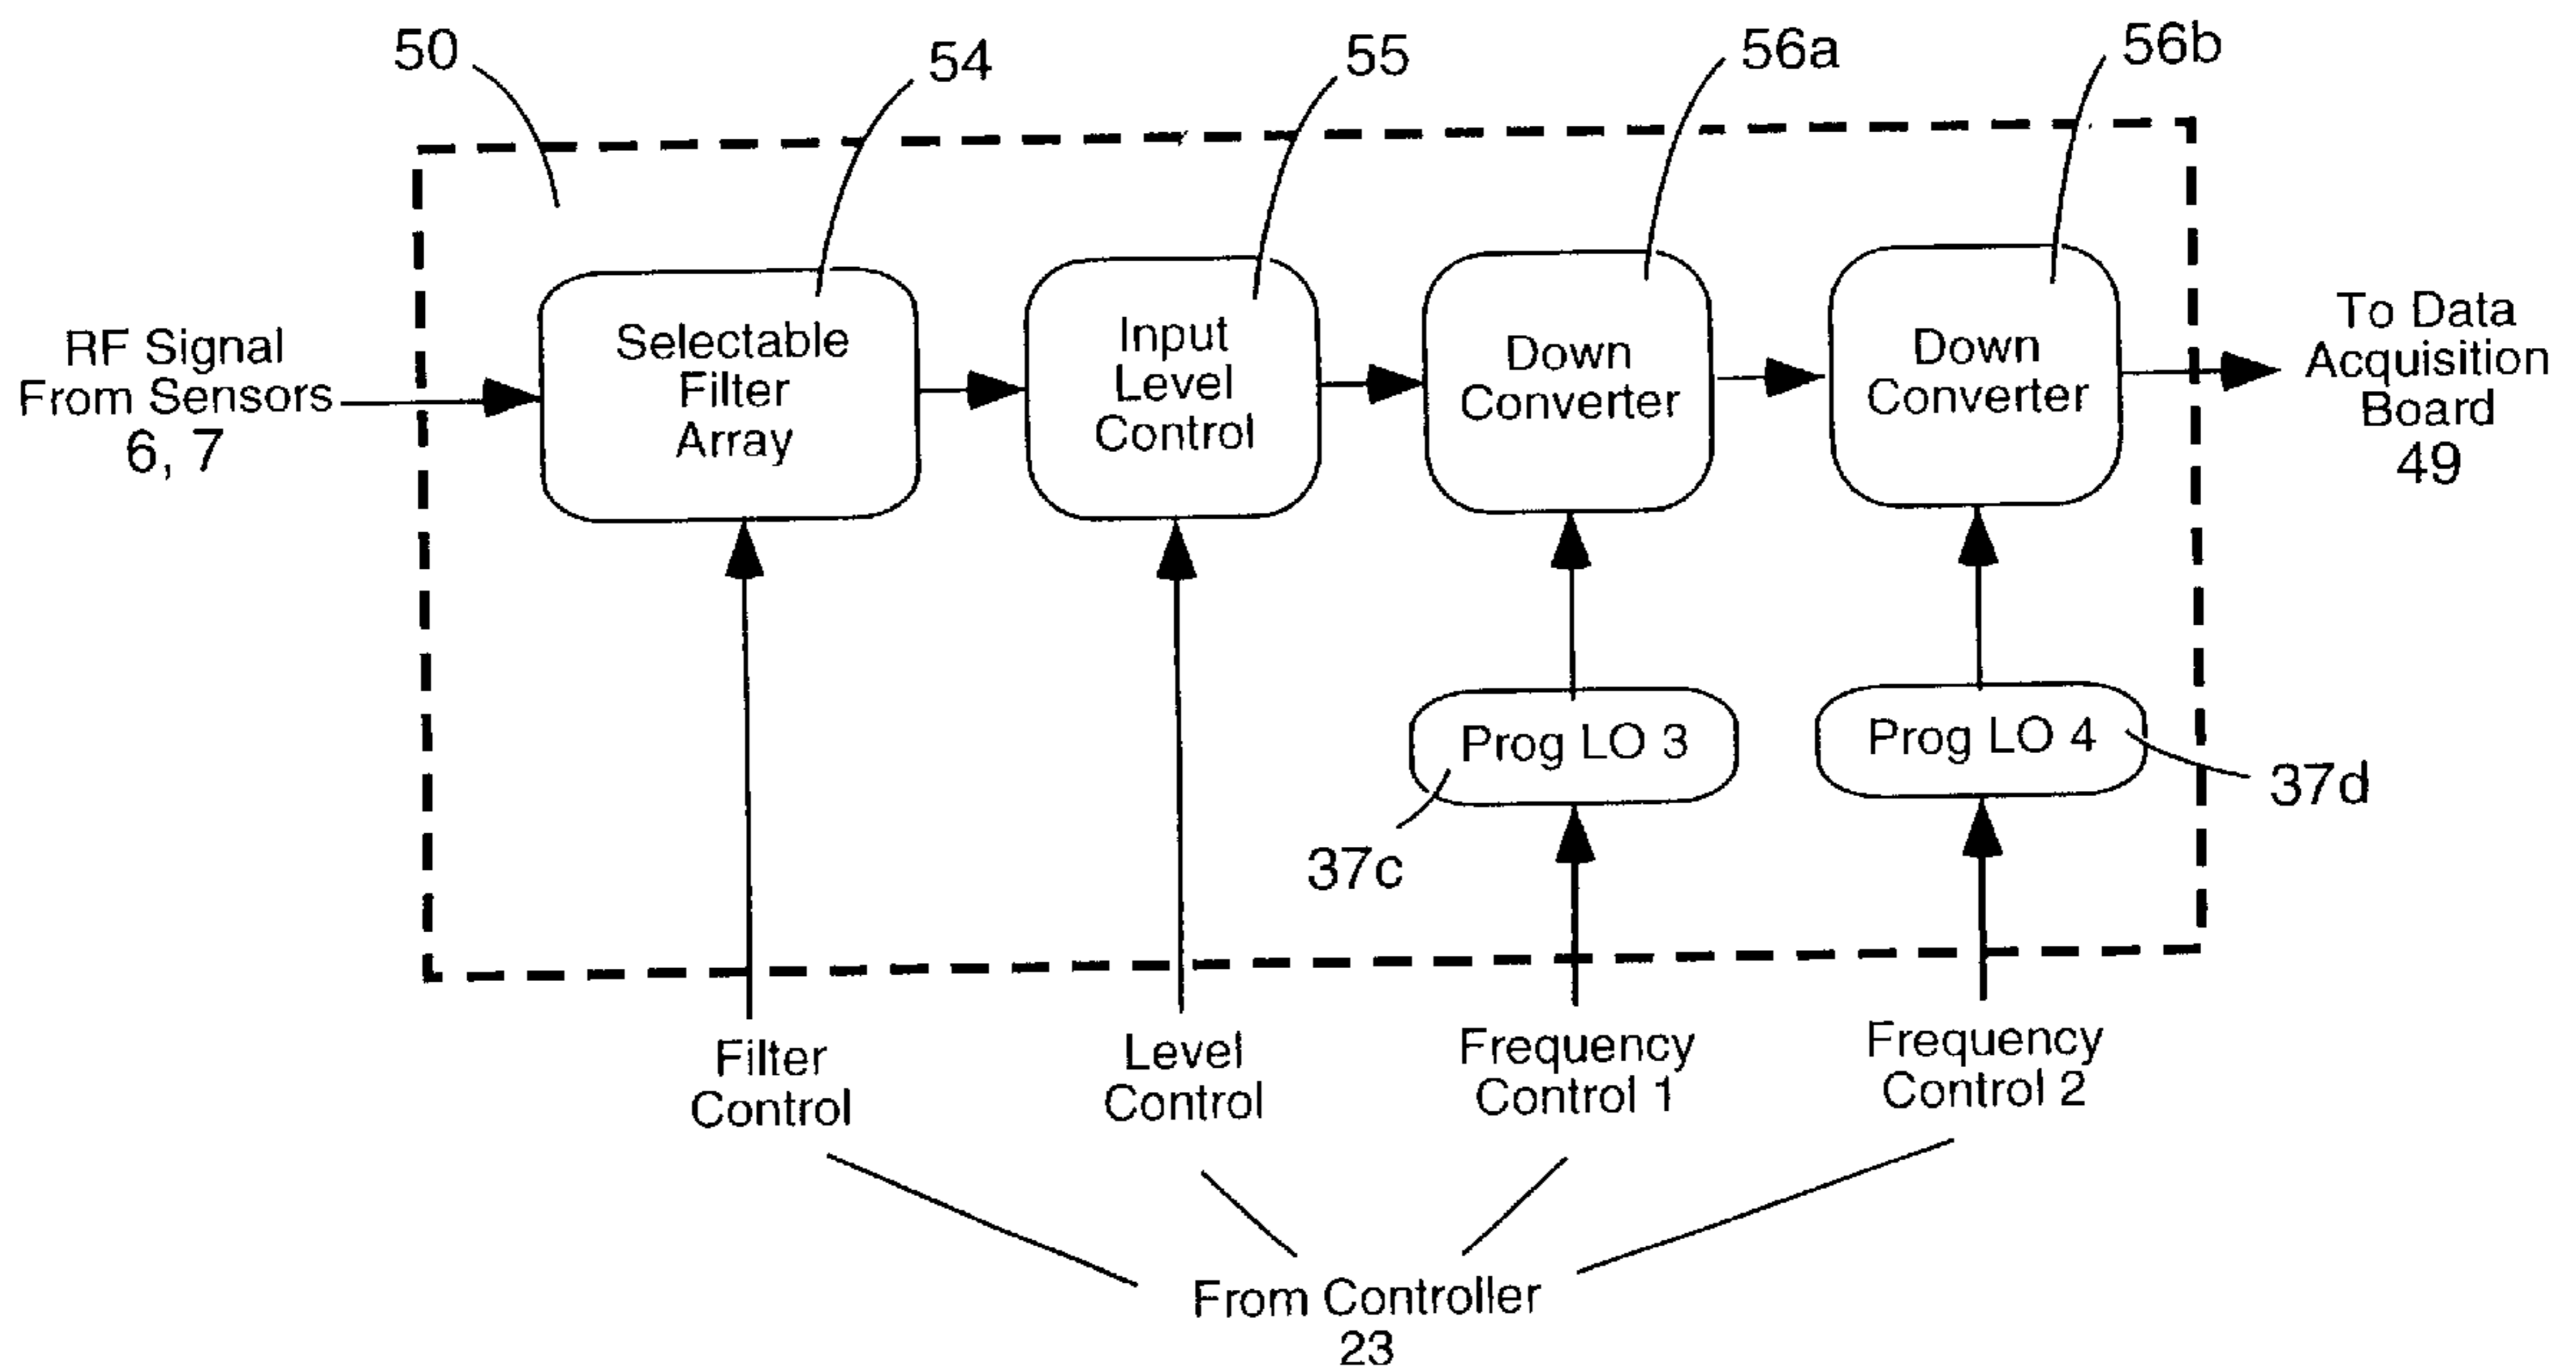 50
54
55
56a
56b
RF Signal
From Sensors
6, 7
Selectable
Filter
Array
Input
Level
Control
Down
Converter
Down
Converter
To Data
Acquisition
Board
49
Prog LO 3
Prog LO 4
37c
37d
Filter
Control
Level
Control
Frequency
Control 1
Frequency
Control 2
From Controller
23